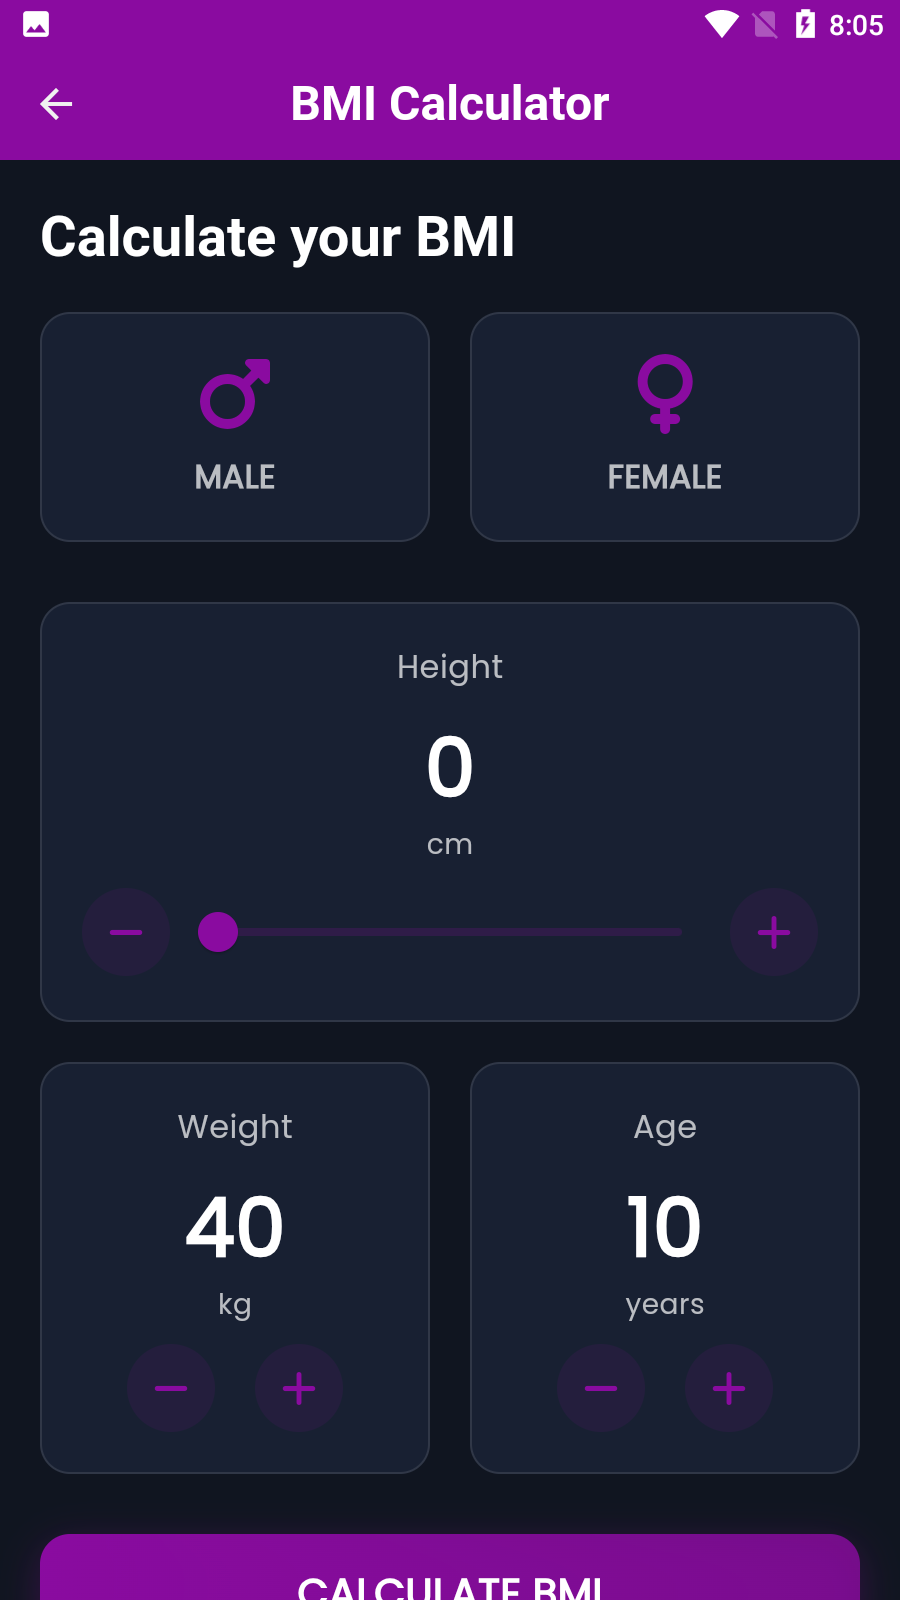 8:05
BMI Calculator
Calculate your BMI
MALE
FEMALE
Height
0
cm
Weight
40
kg
Age
10
years
CALCULATE BMI